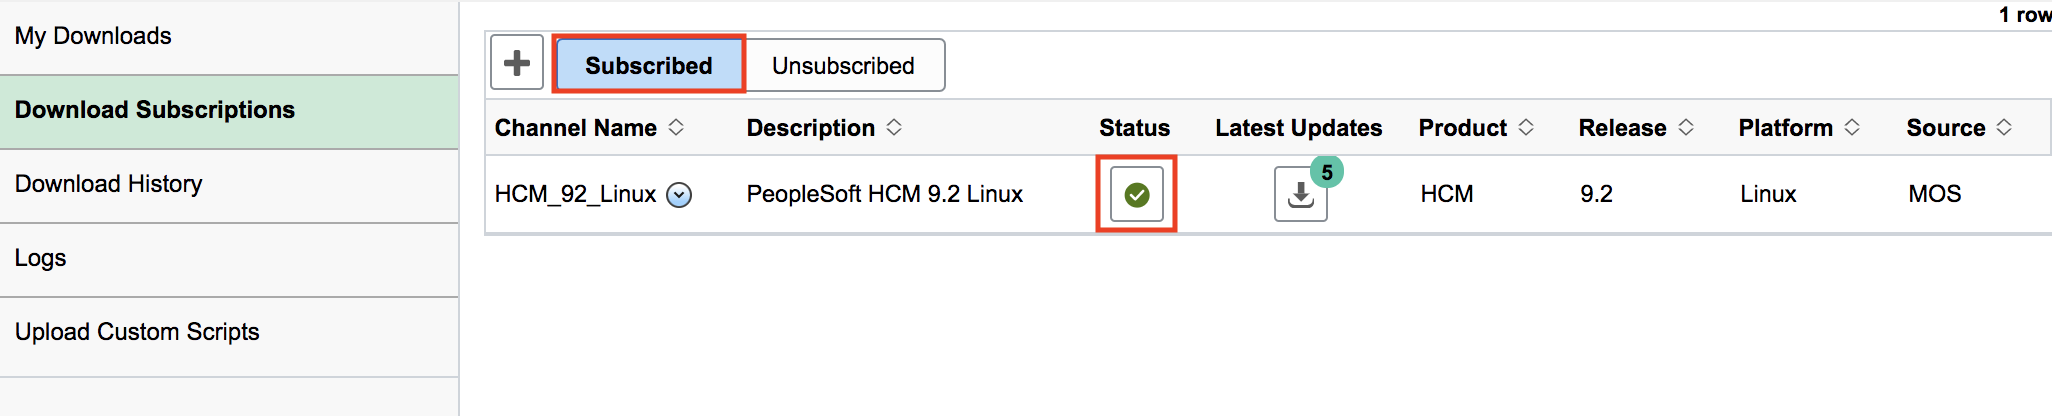 My Downloads
Download Subscriptions
Download History
Logs
Upload Custom Scripts
1 row
Subscribed Unsubscribed
Channel Name Description Status Latest Updates Product Release Platform Source
HCM_92_Linux PeopleSoft HCM 9.2 Linux 5 HCM 9.2 Linux MOS